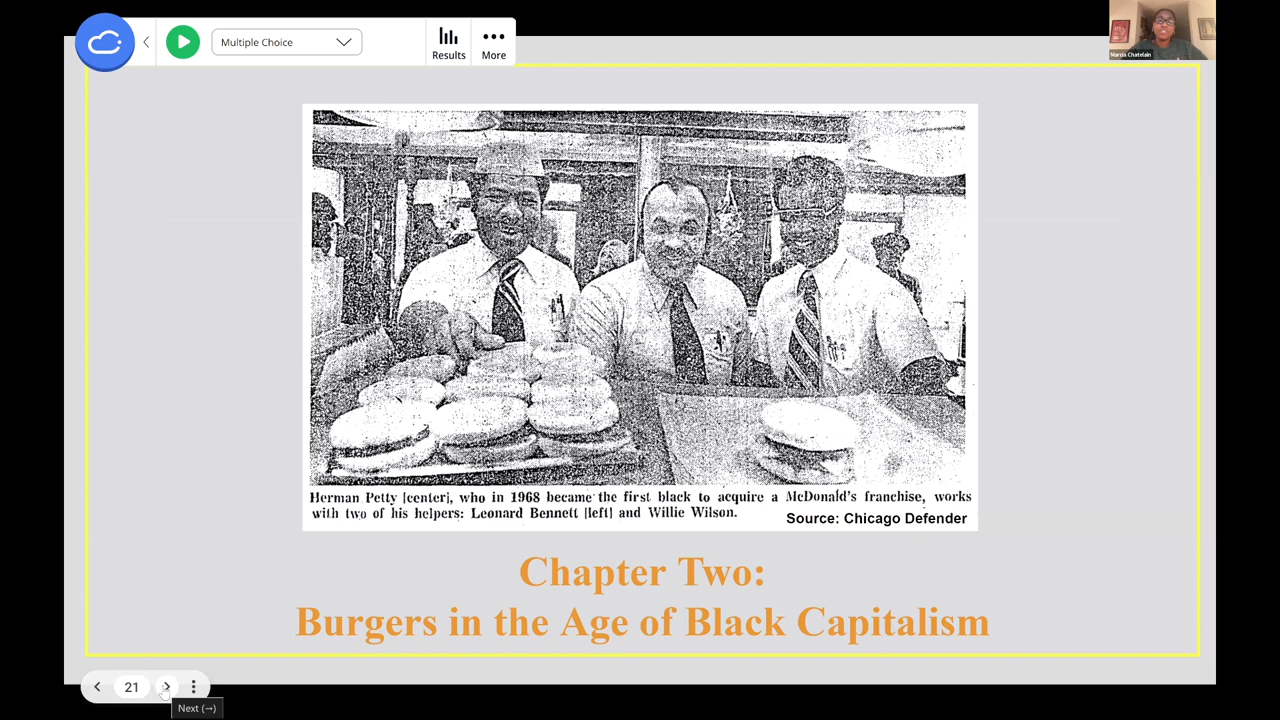 Multiple Choice
Results
More
Marcia Chatelain
Herman Petty [center], who in 1968 became the first black to acquire a McDonald's franchise, works
with two of his helpers: Leonard Bennett [left] and Willie Wilson.
Source: Chicago Defender
Chapter Two:
Burgers in the Age of Black Capitalism
21
Next (→)